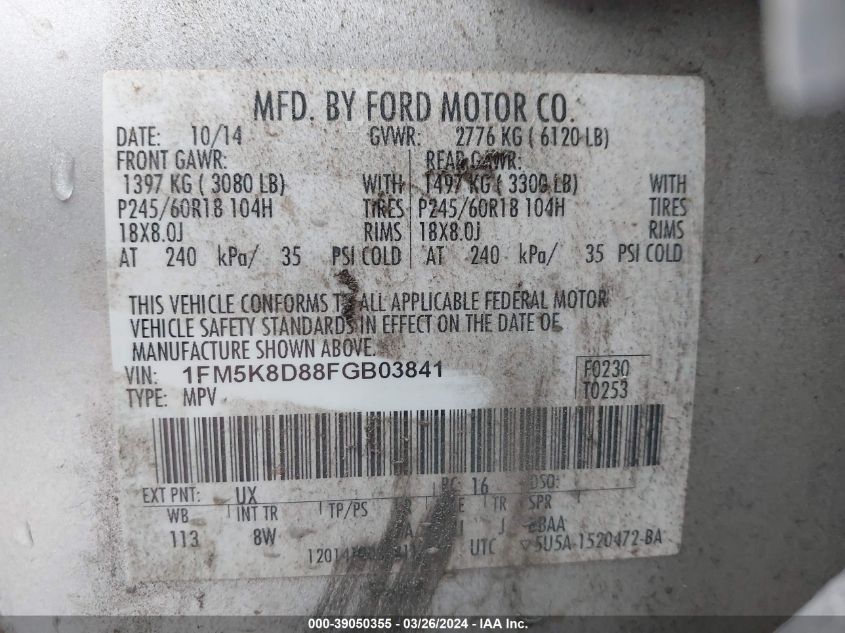 MFD. BY FORD MOTOR CO.
DATE: 10/14 GVWR: 2776 KG ( 6120 LB)
FRONT GAWR: REAR GAWR:
1397 KG ( 3080 LB) WITH 1497 KG ( 3300 LB) WITH
P245/60R18 104H TIRES P245/60R18 104H TIRES
18X8.0J RIMS 18X8.0J RIMS
AT 240 kPa/ 35 PSI COLD AT 240 kPa/ 35 PSI COLD
THIS VEHICLE CONFORMS TO ALL APPLICABLE FEDERAL MOTOR
VEHICLE SAFETY STANDARDS IN EFFECT ON THE DATE OF
MANUFACTURE SHOWN ABOVE.
VIN: 1FM5K8D88FGB03841 F0230
TYPE: MPV T0253
EXT PNT: UX RC: 16 DSO:
WB INT TR TP/PS R E TR SPR
113 8W A J BBAA
UTC 5U5A-1520472-BA
000-39050355 - 03/26/2024 - IAA Inc.